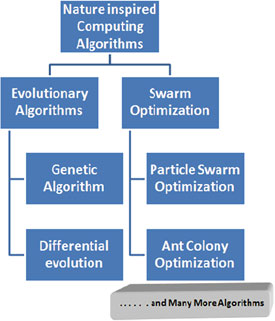 Nature inspired
Computing
Algorithms
Evolutionary
Algorithms
Swarm
Optimization
Genetic
Algorithm
Particle Swarm
Optimization
Differential
evolution
Ant Colony
Optimization
. . . . . . and Many More Algorithms